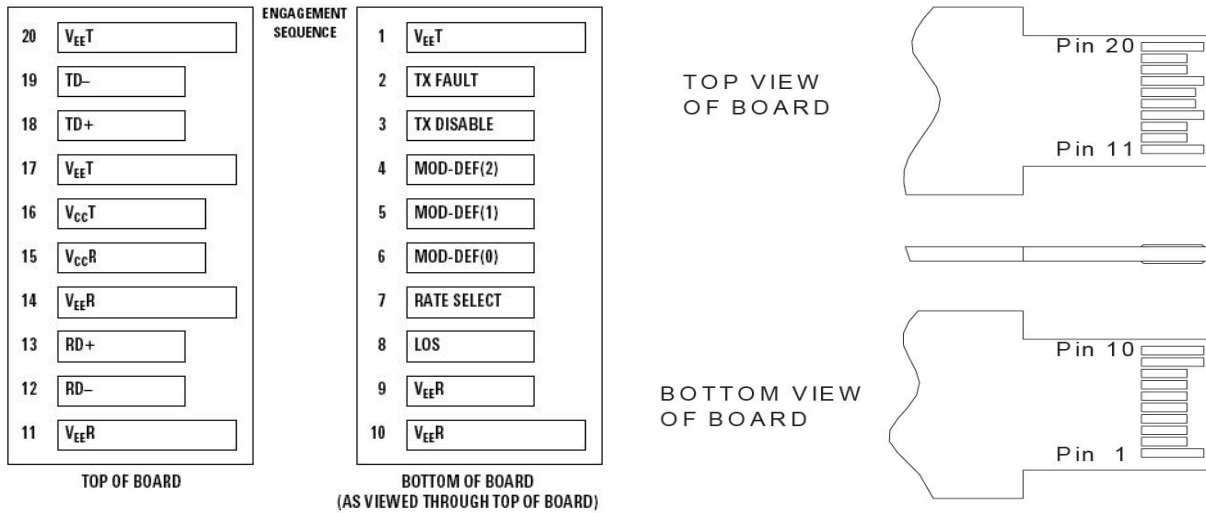 ENGAGEMENT
SEQUENCE
20 VEET
19 TD–
18 TD+
17 VEET
16 VCCT
15 VCCR
14 VEER
13 RD+
12 RD–
11 VEER
TOP OF BOARD
1 VEET
2 TX FAULT
3 TX DISABLE
4 MOD-DEF(2)
5 MOD-DEF(1)
6 MOD-DEF(0)
7 RATE SELECT
8 LOS
9 VEER
10 VEER
BOTTOM OF BOARD
(AS VIEWED THROUGH TOP OF BOARD)
TOP VIEW
OF BOARD
Pin 20
Pin 11
BOTTOM VIEW
OF BOARD
Pin 10
Pin 1